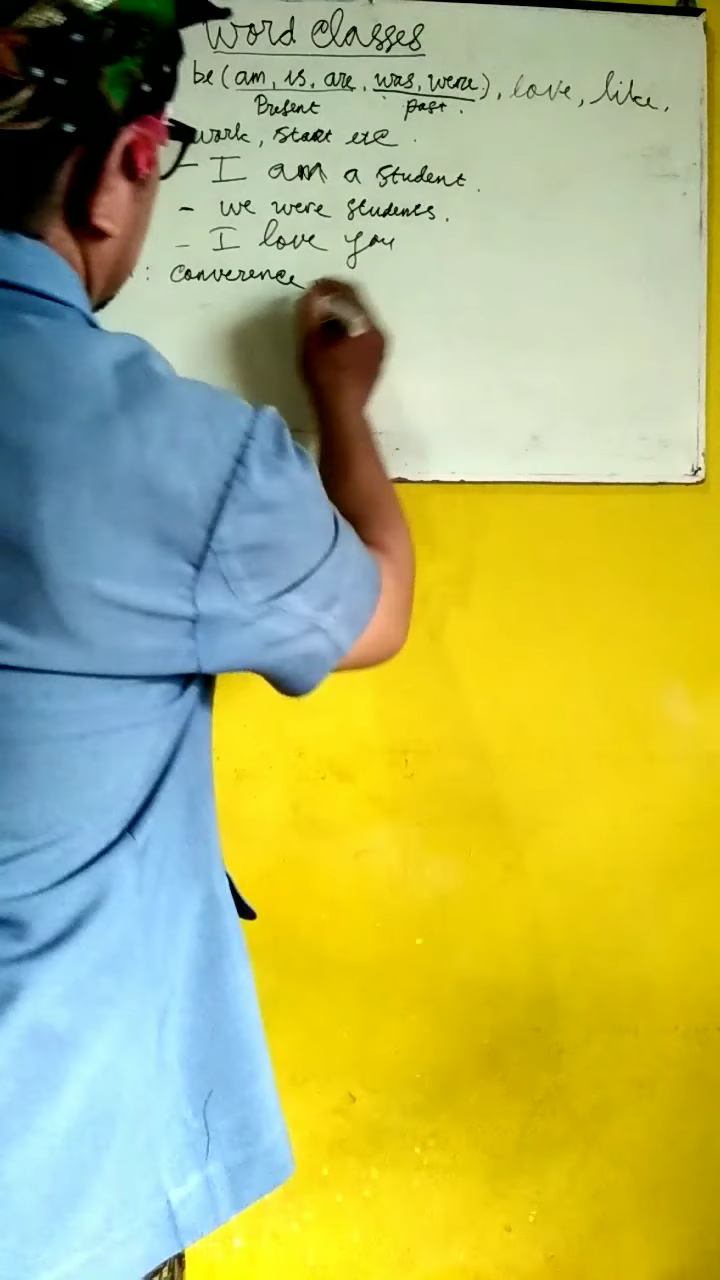 Word Classes
be (am, is, are, was, were), love, like,
Present past.
work, start etc.
- I am a student.
- we were students.
- I love you
: converence